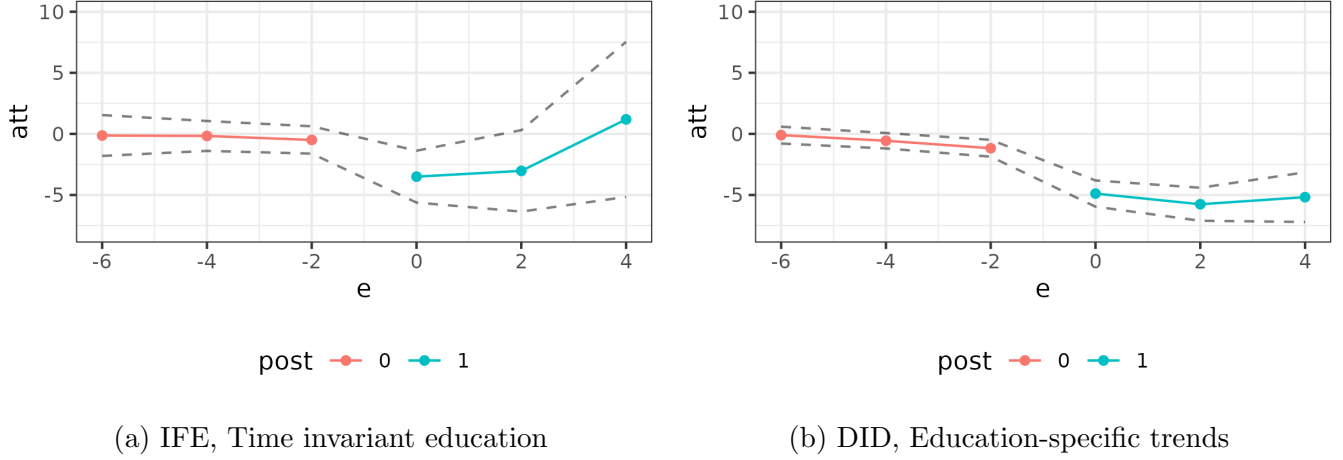 10
5
0
-5
att
-6
-4
-2
0
2
4
e
post 0 1
(a) IFE, Time invariant education
10
5
0
-5
att
-6
-4
-2
0
2
4
e
post 0 1
(b) DID, Education-specific trends